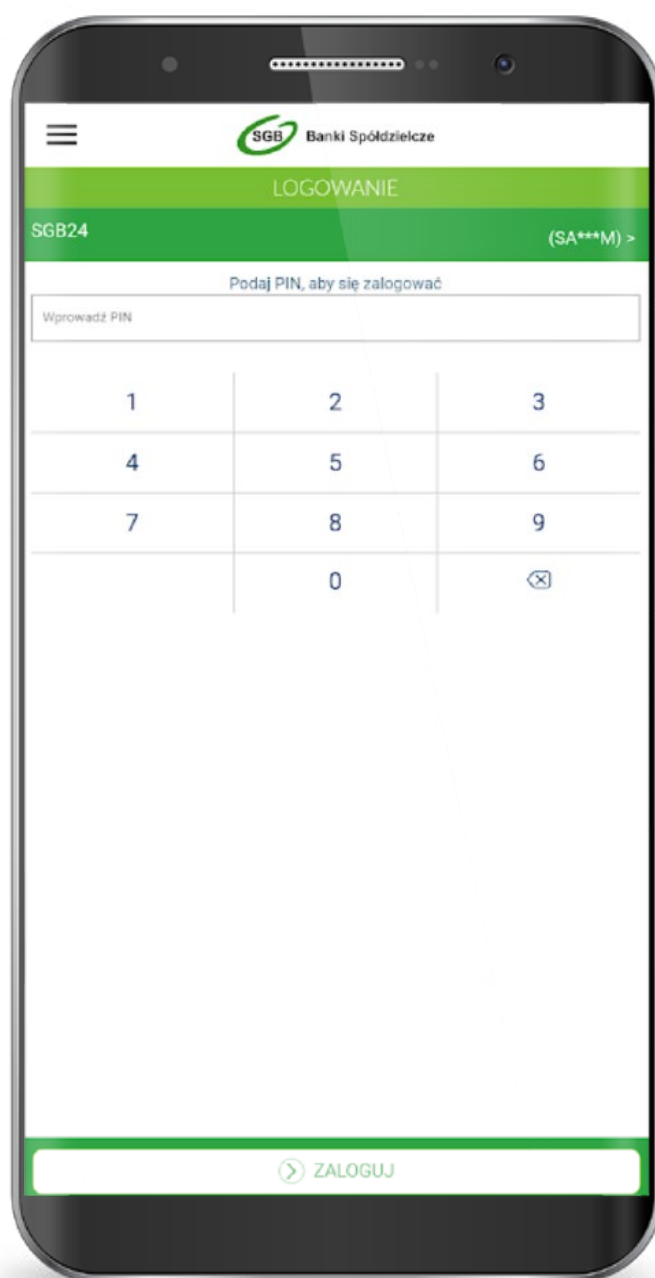 SGB Banki Spółdzielcze
LOGOWANIE
SGB24
(SA***M) >
Podaj PIN, aby się zalogować
Wprowadź PIN
1 2 3
4 5 6
7 8 9
0
ZALOGUJ